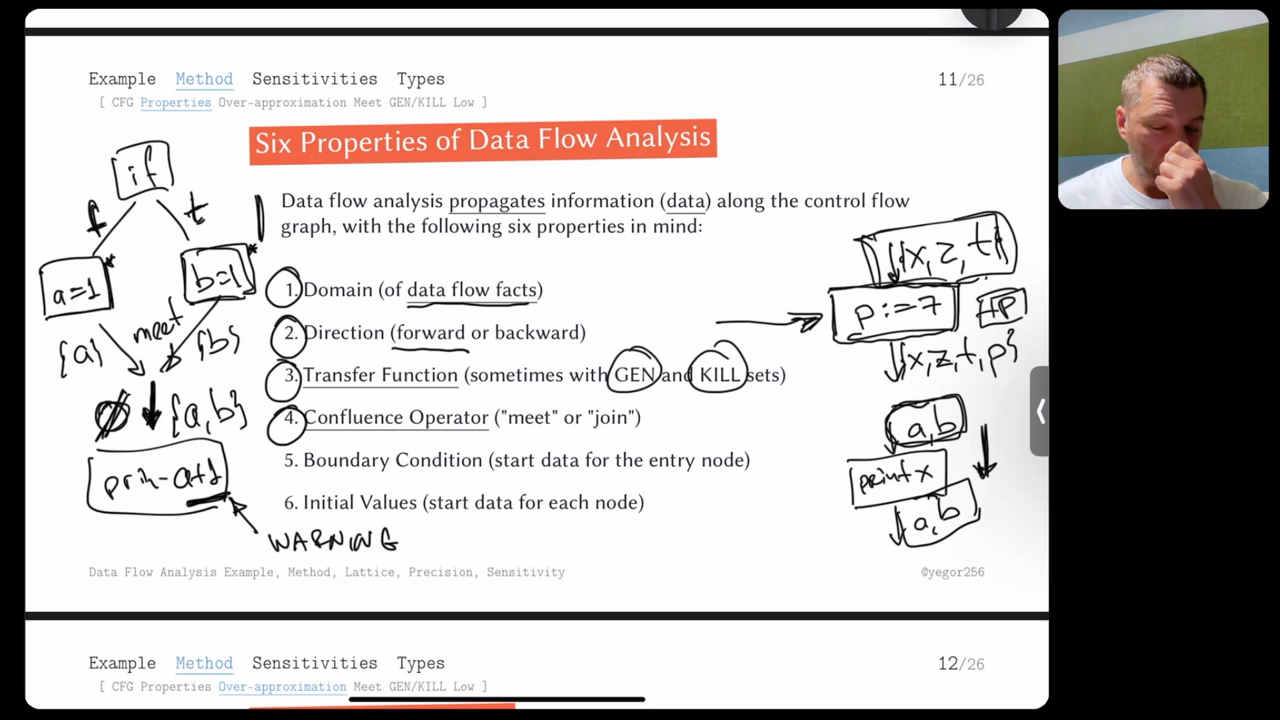 Example Method Sensitivities Types
11/26
[ CFG Properties Over-approximation Meet GEN/KILL Low ]
Six Properties of Data Flow Analysis
if
f
t
a=1
*
b=1
*
meet
{a}
{b}
∅
{a, b}
prin- a+1
WARNING
Data flow analysis propagates information (data) along the control flow
graph, with the following six properties in mind:
1. Domain (of data flow facts)
2. Direction (forward or backward)
3. Transfer Function (sometimes with GEN and KILL sets)
4. Confluence Operator ("meet" or "join")
5. Boundary Condition (start data for the entry node)
6. Initial Values (start data for each node)
{x, z, t}
p:=7
+P
{x, z, t, p}
a, b
print x
a, b
Data Flow Analysis Example, Method, Lattice, Precision, Sensitivity
@yegor256
Example Method Sensitivities Types
12/26
[ CFG Properties Over-approximation Meet GEN/KILL Low ]